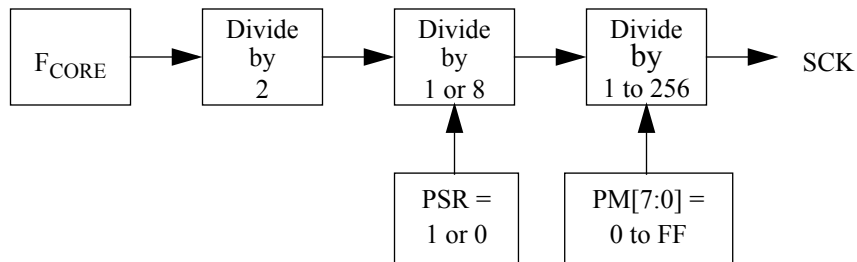 F_CORE
Divide
by
2
Divide
by
1 or 8
Divide
by
1 to 256
SCK
PSR =
1 or 0
PM[7:0] =
0 to FF